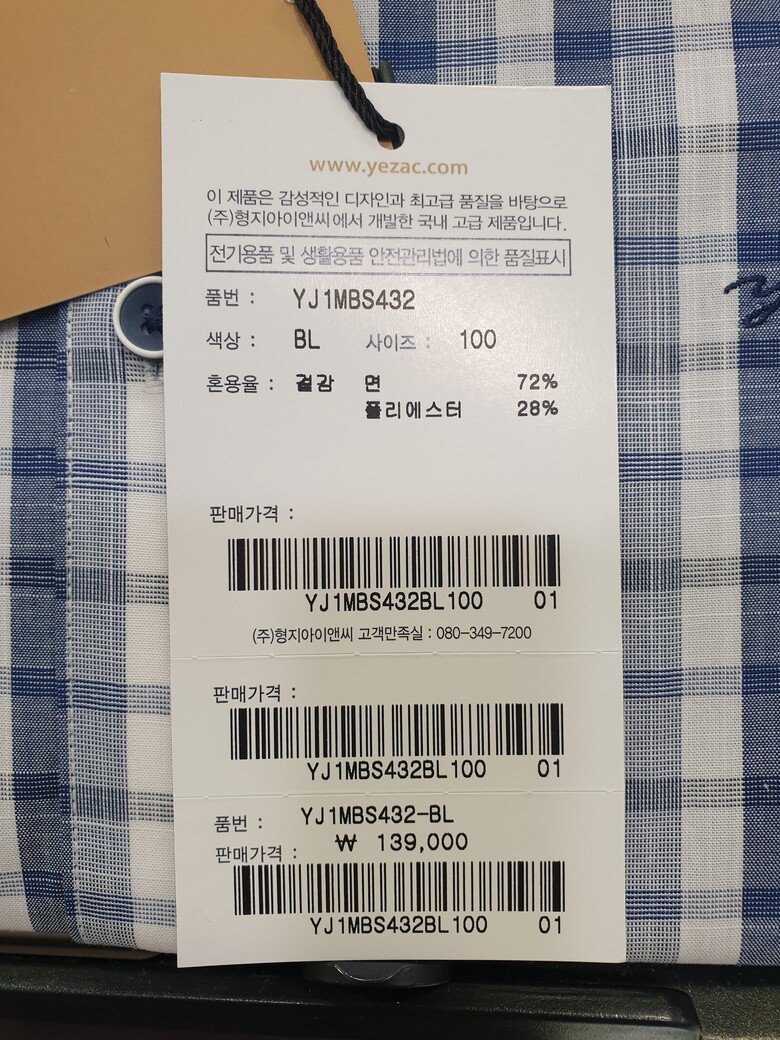 www.yezac.com
이 제품은 감성적인 디자인과 최고급 품질을 바탕으로
(주)형지아이앤씨에서 개발한 국내 고급 제품입니다.
전기용품 및 생활용품 안전관리법에 의한 품질표시
품번 : YJ1MBS432
색상 : BL 사이즈 : 100
혼용율 : 겉감 면 72%
폴리에스터 28%
판매가격 :
YJ1MBS432BL100 01
(주)형지아이앤씨 고객만족실 : 080-349-7200
판매가격 :
YJ1MBS432BL100 01
품번 : YJ1MBS432-BL
₩ 139,000
판매가격 :
YJ1MBS432BL100 01